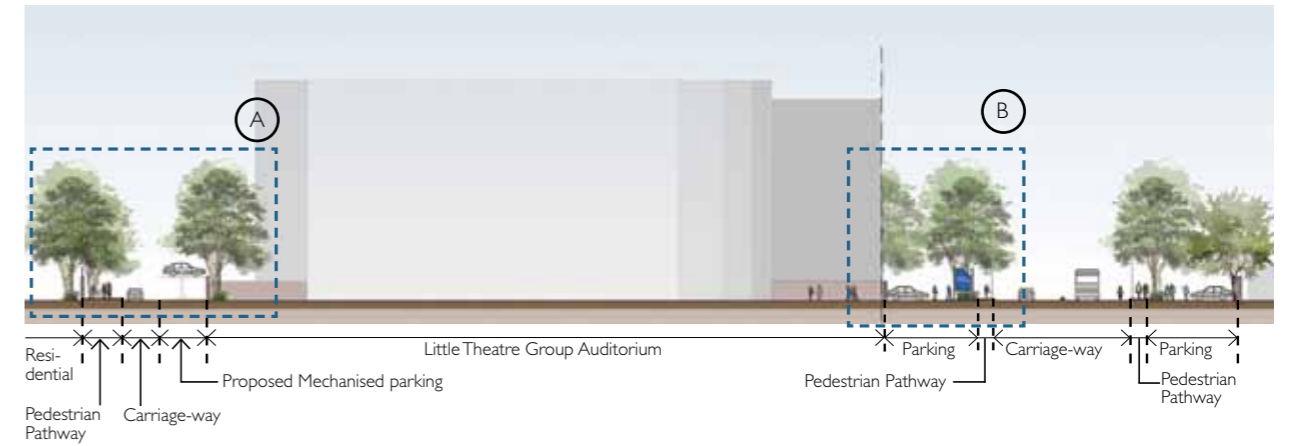 A
B
Resi-
dential
Little Theatre Group Auditorium
Parking
Carriage-way
Parking
Proposed Mechanised parking
Pedestrian Pathway
Pedestrian
Pathway
Pedestrian
Pathway
Carriage-way